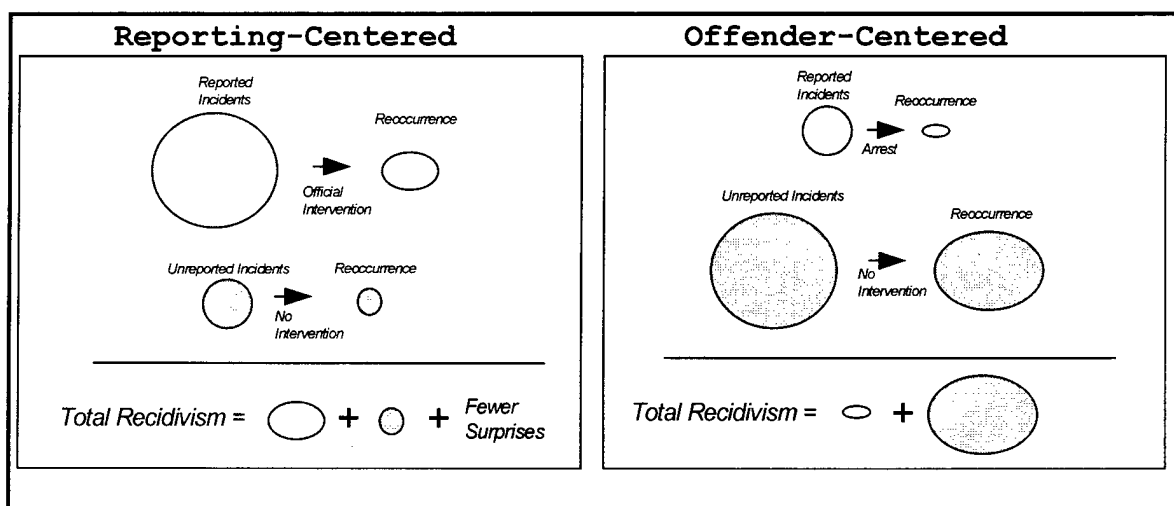 Reporting-Centered
Reported
Incidents
Reoccurrence
Official
Intervention
Unreported Incidents
Reoccurrence
No
Intervention
Total Recidivism = + + Fewer
Surprises
Offender-Centered
Reported
Incidents
Reoccurrence
Arrest
Unreported Incidents
Reoccurrence
No
Intervention
Total Recidivism = +